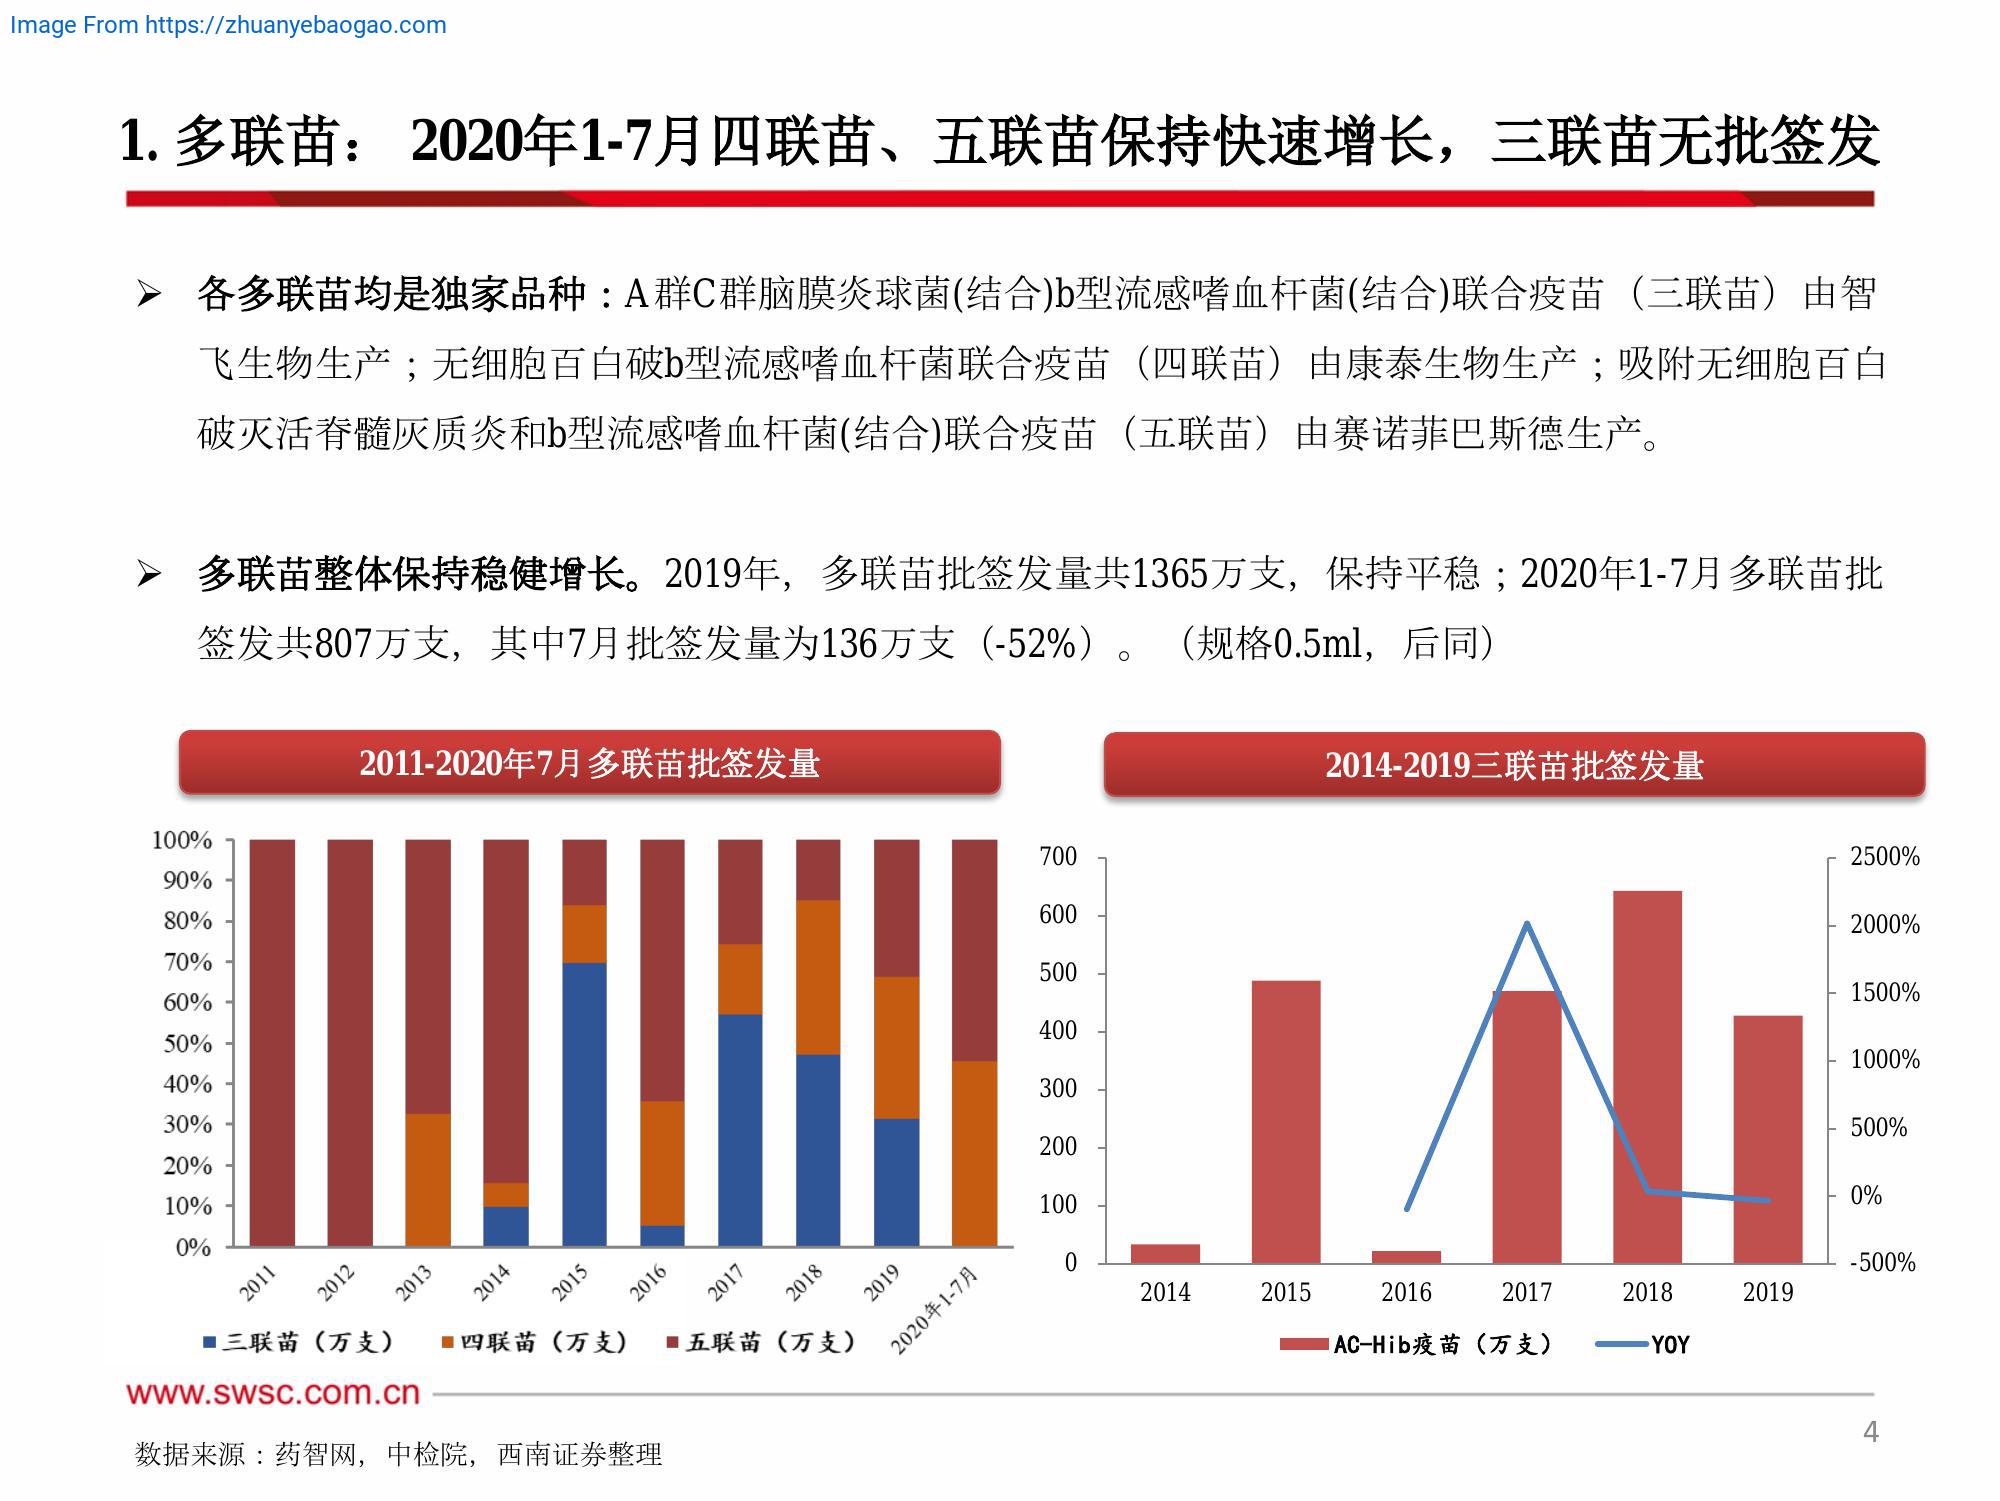 Image From https://zhuanyebaogao.com
1. 多联苗： 2020年1-7月四联苗、五联苗保持快速增长，三联苗无批签发
➢ 各多联苗均是独家品种：A群C群脑膜炎球菌(结合)b型流感嗜血杆菌(结合)联合疫苗（三联苗）由智
飞生物生产；无细胞百白破b型流感嗜血杆菌联合疫苗（四联苗）由康泰生物生产；吸附无细胞百白
破灭活脊髓灰质炎和b型流感嗜血杆菌(结合)联合疫苗（五联苗）由赛诺菲巴斯德生产。
➢ 多联苗整体保持稳健增长。2019年，多联苗批签发量共1365万支，保持平稳；2020年1-7月多联苗批
签发共807万支，其中7月批签发量为136万支（-52%）。（规格0.5ml，后同）
2011-2020年7月多联苗批签发量
100%
90%
80%
70%
60%
50%
40%
30%
20%
10%
0%
2011 2012 2013 2014 2015 2016 2017 2018 2019 2020年1-7月
三联苗（万支） 四联苗（万支） 五联苗（万支）
2014-2019三联苗批签发量
700 2500%
600 2000%
500 1500%
400 1000%
300 500%
200 0%
100 -500%
0
2014 2015 2016 2017 2018 2019
AC-Hib疫苗（万支） YOY
www.swsc.com.cn
4
数据来源：药智网，中检院，西南证券整理